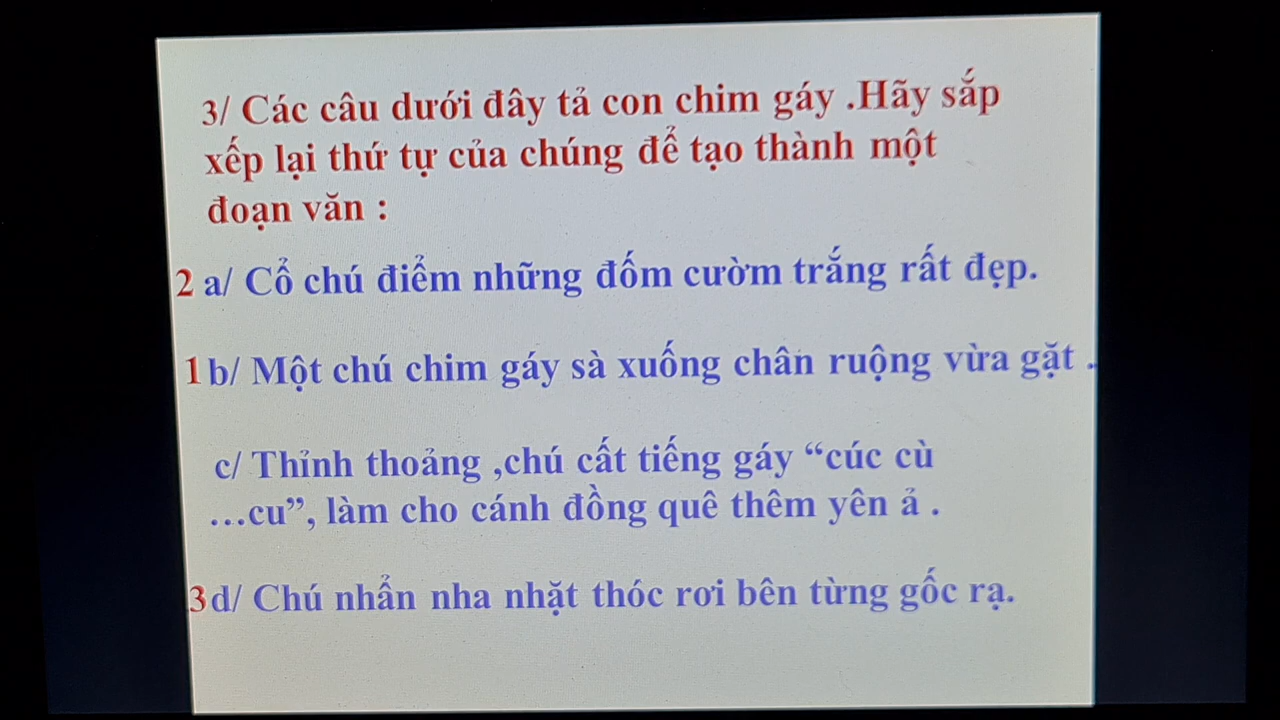 3/ Các câu dưới đây tả con chim gáy .Hãy sắp
xếp lại thứ tự của chúng để tạo thành một
đoạn văn :
2 a/ Cổ chú điểm những đốm cườm trắng rất đẹp.
1 b/ Một chú chim gáy sà xuống chân ruộng vừa gặt .
c/ Thỉnh thoảng ,chú cất tiếng gáy “cúc cù
...cu”, làm cho cánh đồng quê thêm yên ả .
3 d/ Chú nhẩn nha nhặt thóc rơi bên từng gốc rạ.